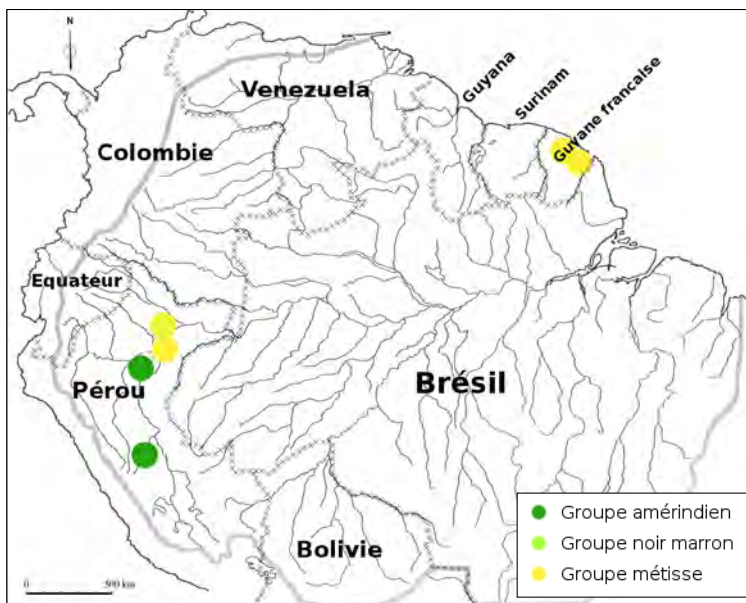 N
Venezuela
Guyana
Surinam
Guyane francaise
Colombie
Equateur
Pérou
Brésil
Bolivie
Groupe amérindien
Groupe noir marron
Groupe métisse
0 500 km